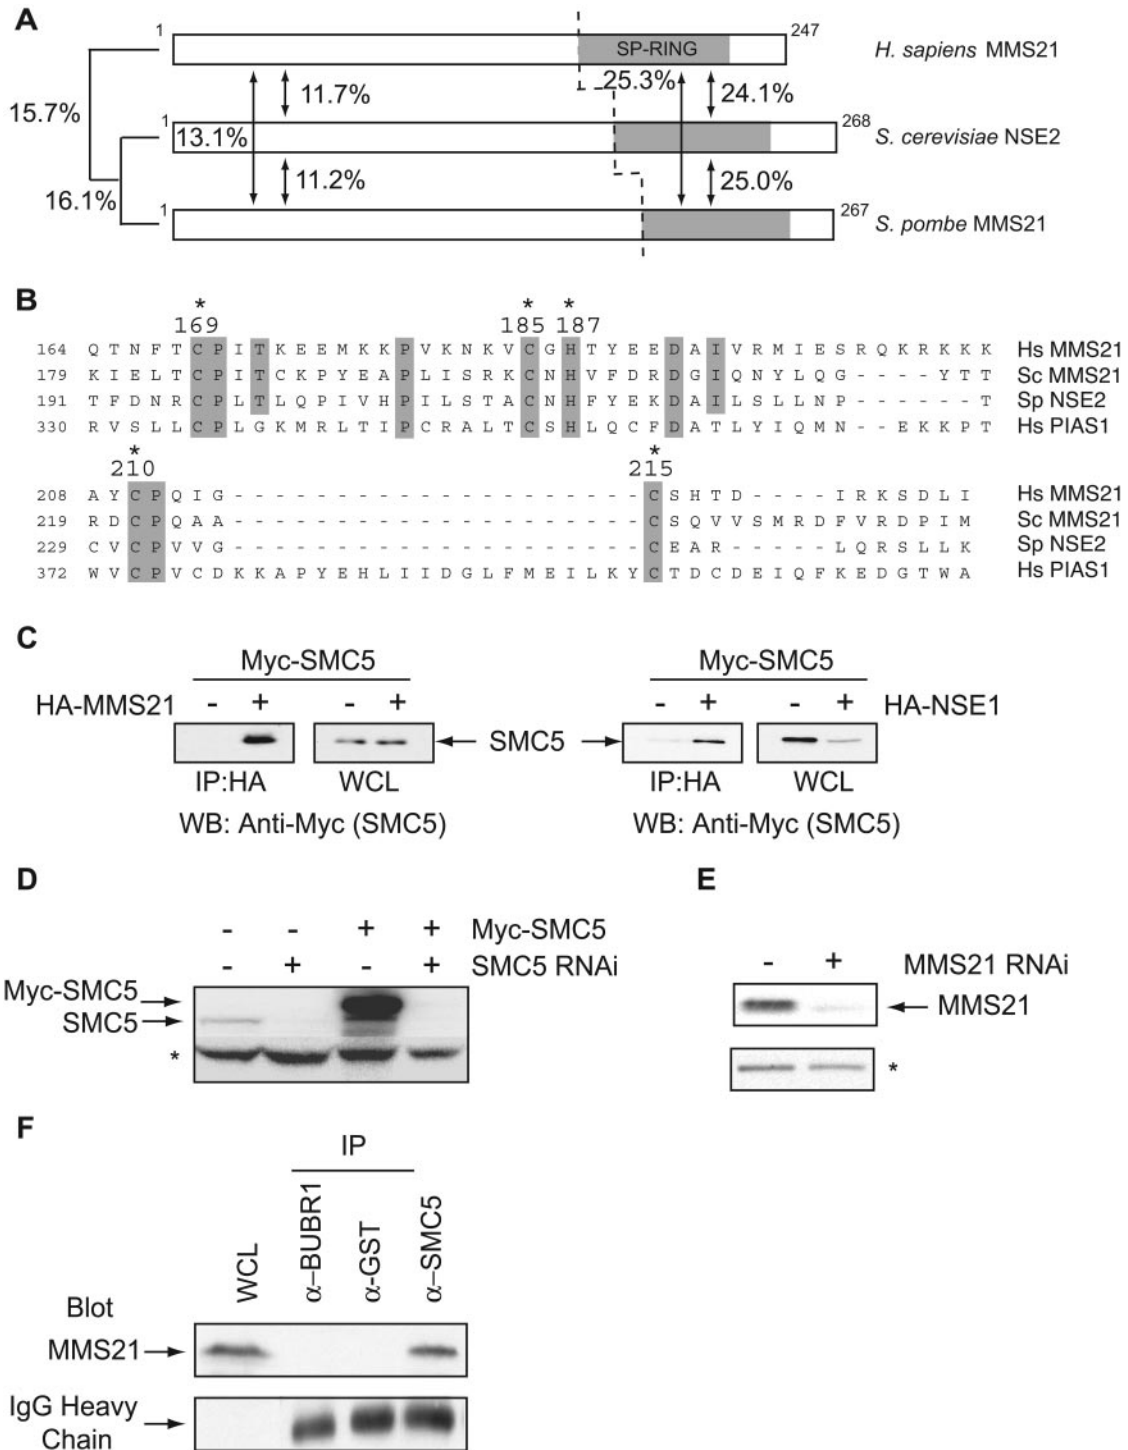 A
1
247
SP-RING
H. sapiens MMS21
15.7%
11.7%
25.3%
24.1%
1
268
13.1%
S. cerevisiae NSE2
16.1%
11.2%
25.0%
1
267
S. pombe MMS21
B
* * *
169 185 187
164 Q T N F T C P I T K E E M K K P V K N K V C G H T Y E E D A I V R M I E S R Q K R K K K Hs MMS21
179 K I E L T C P I T C K P Y E A P L I S R K C N H V F D R D G I Q N Y L Q G - - - - Y T T Sc MMS21
191 T F D N R C P L T L Q P I V H P I L S T A C N H F Y E K D A I L S L L N P - - - - - - T Sp NSE2
330 R V S L L C P L G K M R L T I P C R A L T C S H L Q C F D A T L Y I Q M N - - E K K P T Hs PIAS1
* *
210 215
208 A Y C P Q I G - - - - - - - - - - - - - - - - - - - - C S H T D - - - - I R K S D L I Hs MMS21
219 R D C P Q A A - - - - - - - - - - - - - - - - - - - - C S Q V V S M R D F V R D P I M Sc MMS21
229 C V C P V V G - - - - - - - - - - - - - - - - - - - - C E A R - - - - - L Q R S L L K Sp NSE2
372 W V C P V C D K K A P Y E H L I I D G L F M E I L K Y C T D C D E I Q F K E D G T W A Hs PIAS1
C
Myc-SMC5 Myc-SMC5
HA-MMS21 - + - + - + - + HA-NSE1
SMC5
IP:HA WCL IP:HA WCL
WB: Anti-Myc (SMC5) WB: Anti-Myc (SMC5)
D
- - + + Myc-SMC5
- + - + SMC5 RNAi
Myc-SMC5
SMC5
*
E
- + MMS21 RNAi
MMS21
*
F
IP
WCL
α-BUBR1
α-GST
α-SMC5
Blot
MMS21
IgG Heavy
Chain